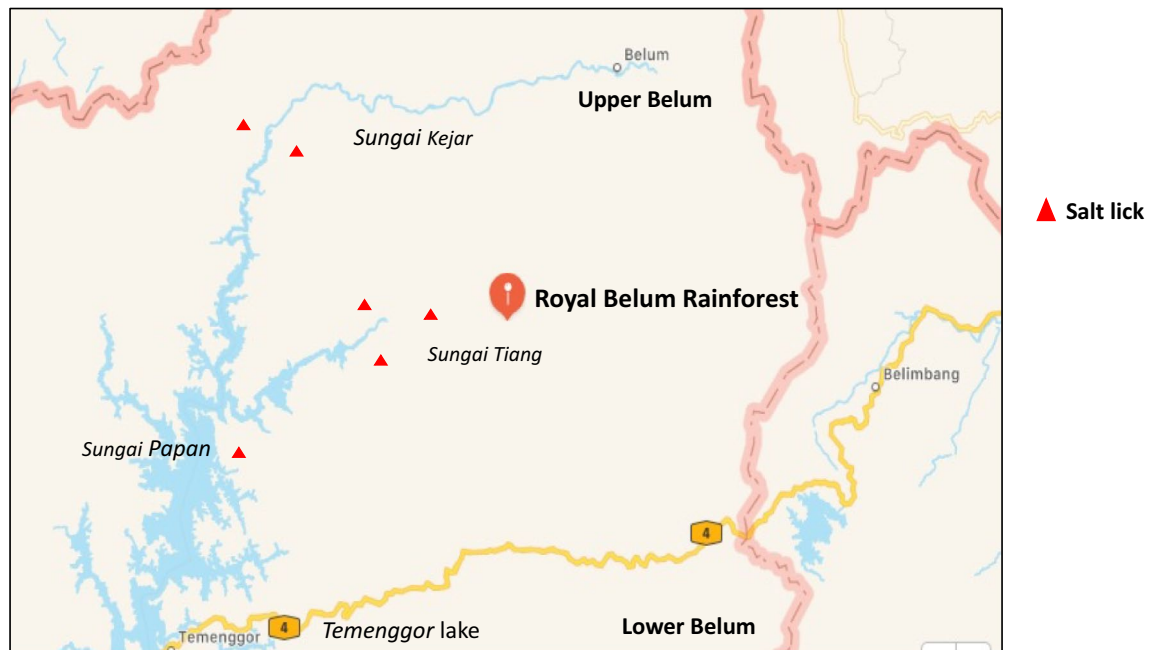 Belum
Upper Belum
Sungai Kejar
Salt lick
Royal Belum Rainforest
Sungai Tiang
Belimbang
Sungai Papan
4
4
Temenggor
Temenggor lake
Lower Belum